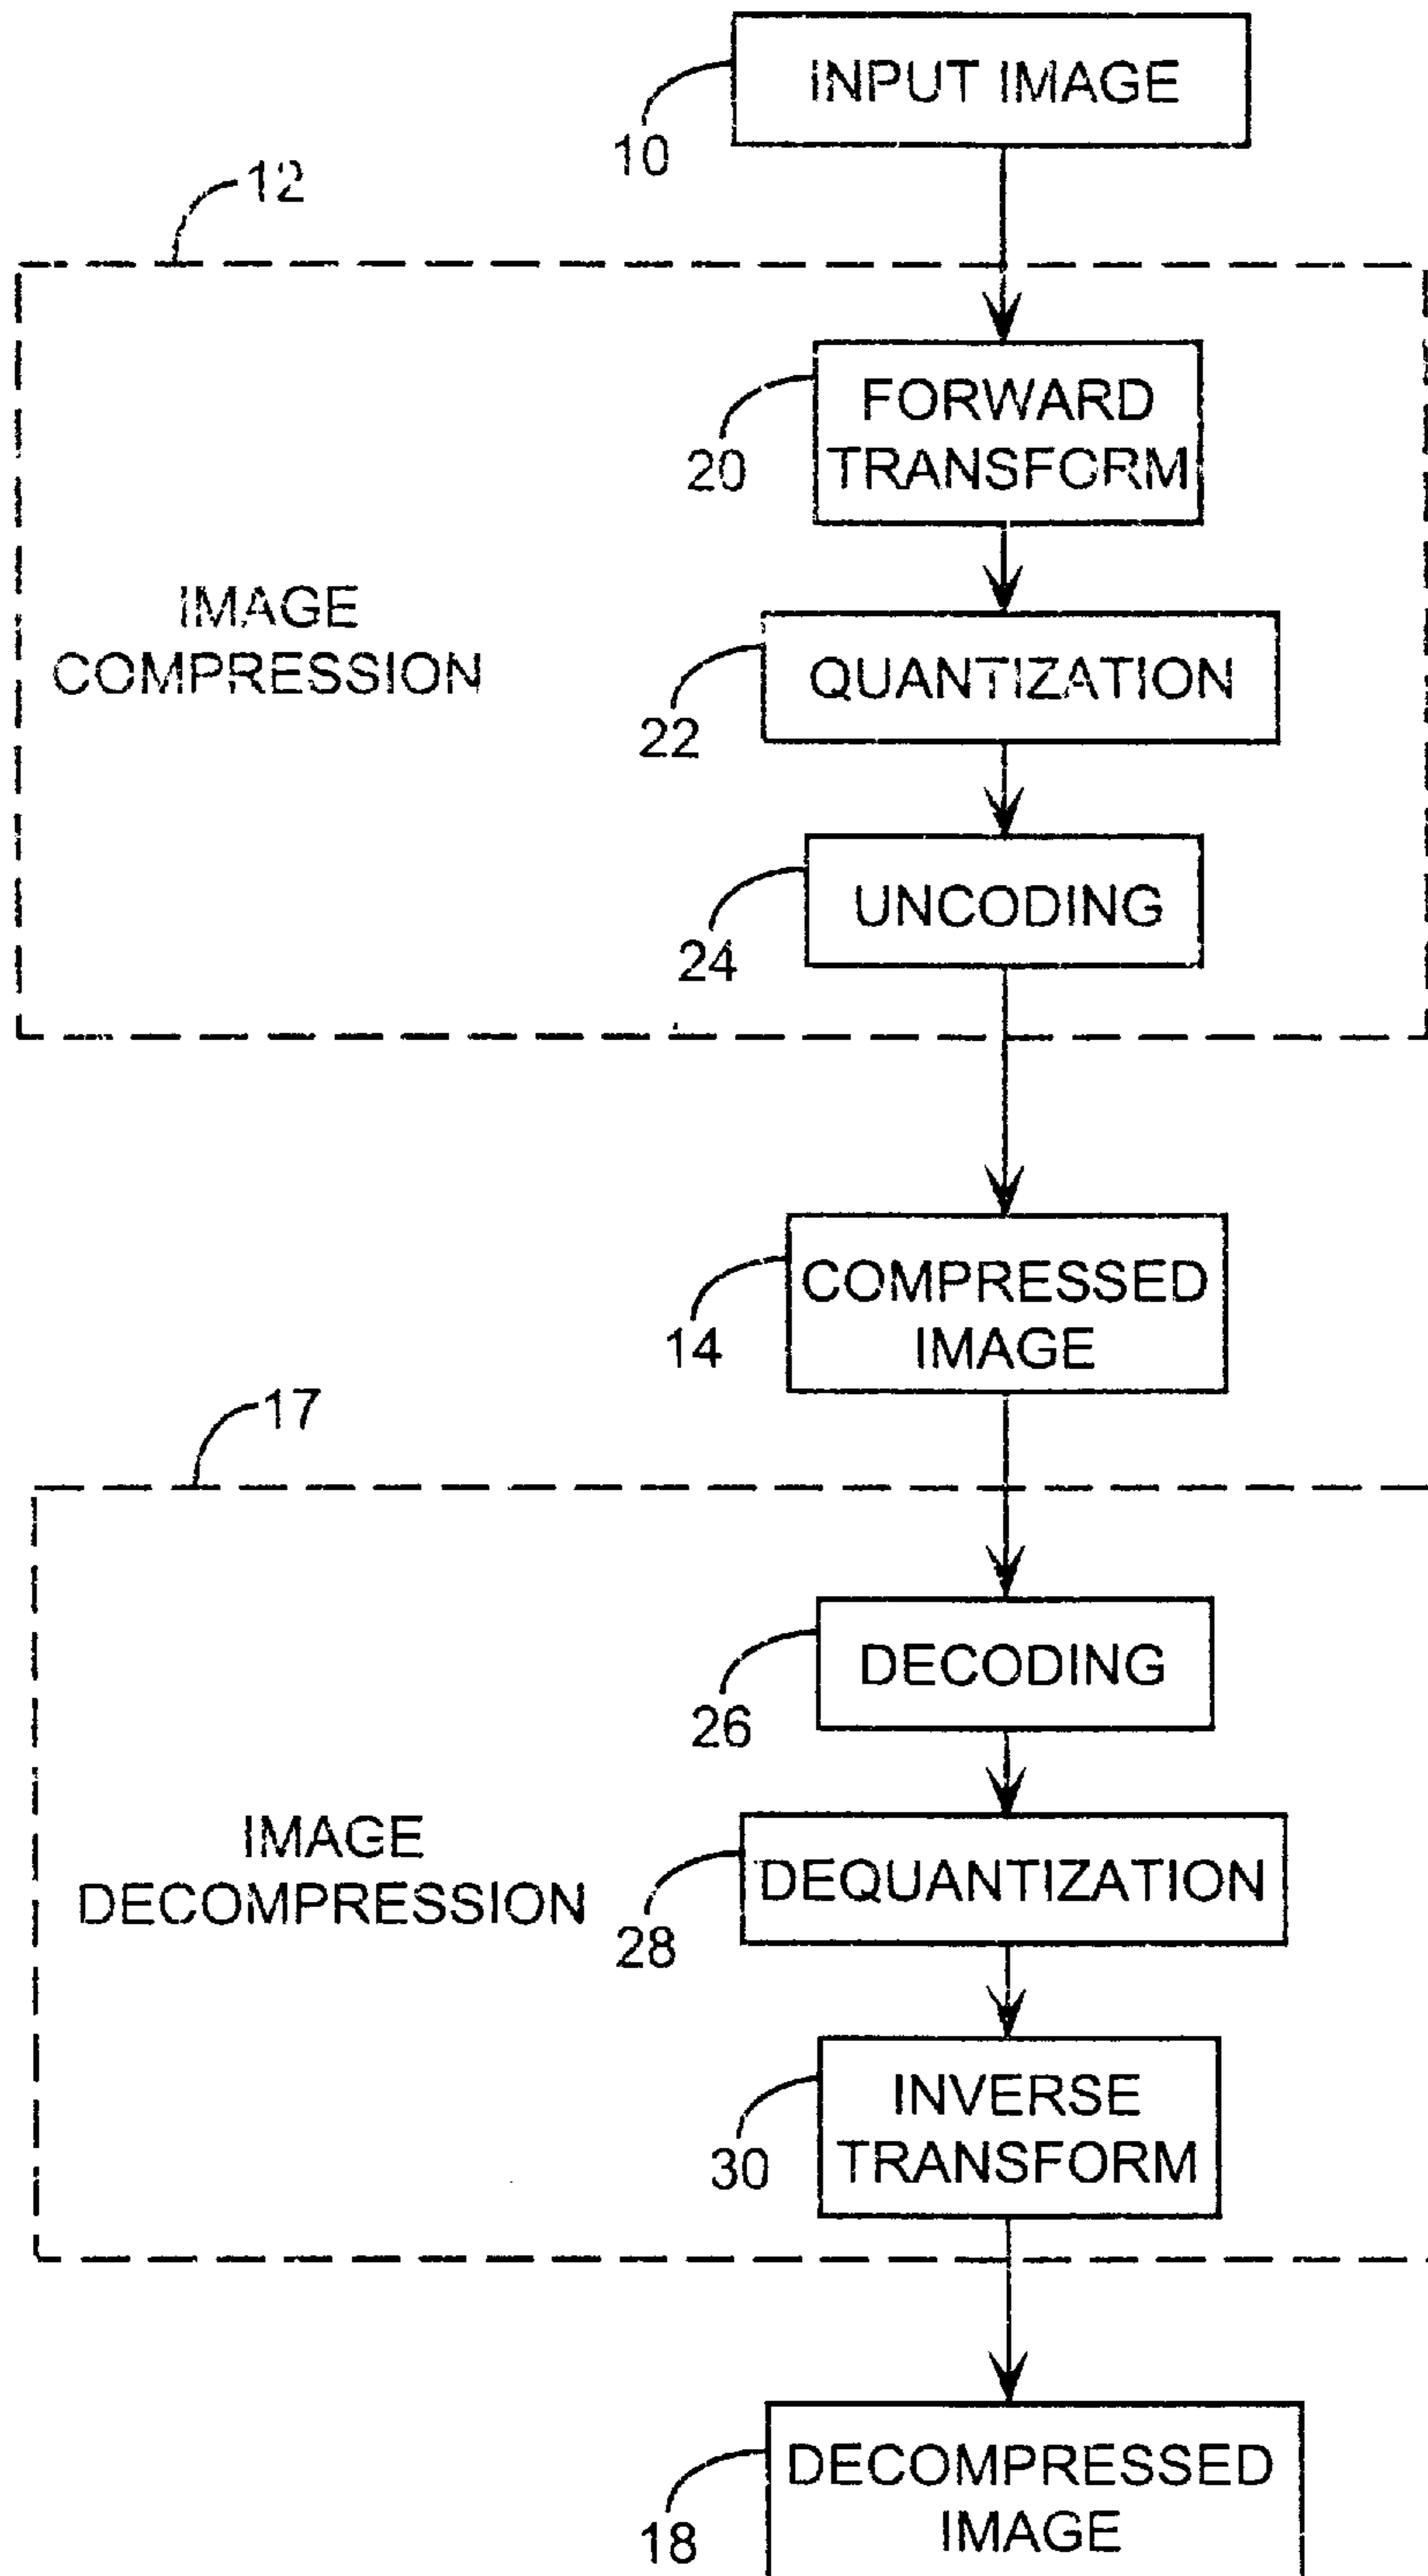 INPUT IMAGE
10
12
FORWARD
TRANSFORM
20
IMAGE
COMPRESSION
QUANTIZATION
22
UNCODING
24
COMPRESSED
IMAGE
14
17
DECODING
26
IMAGE
DECOMPRESSION
DEQUANTIZATION
28
INVERSE
TRANSFORM
30
DECOMPRESSED
IMAGE
18